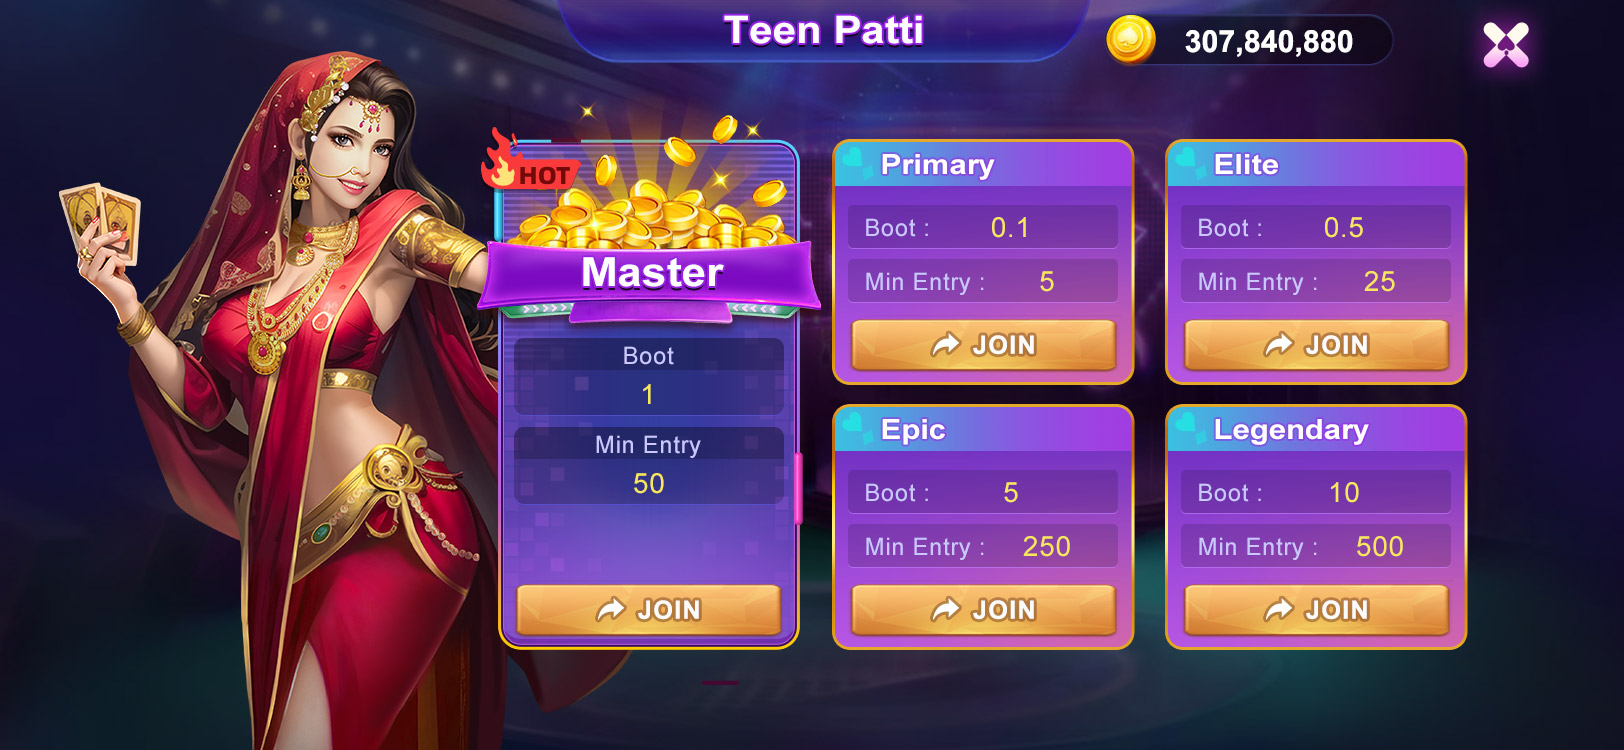 Teen Patti
307,840,880
HOT
Master
Boot
1
Min Entry
50
JOIN
Primary
Boot : 0.1
Min Entry : 5
JOIN
Elite
Boot : 0.5
Min Entry : 25
JOIN
Epic
Boot : 5
Min Entry : 250
JOIN
Legendary
Boot : 10
Min Entry : 500
JOIN